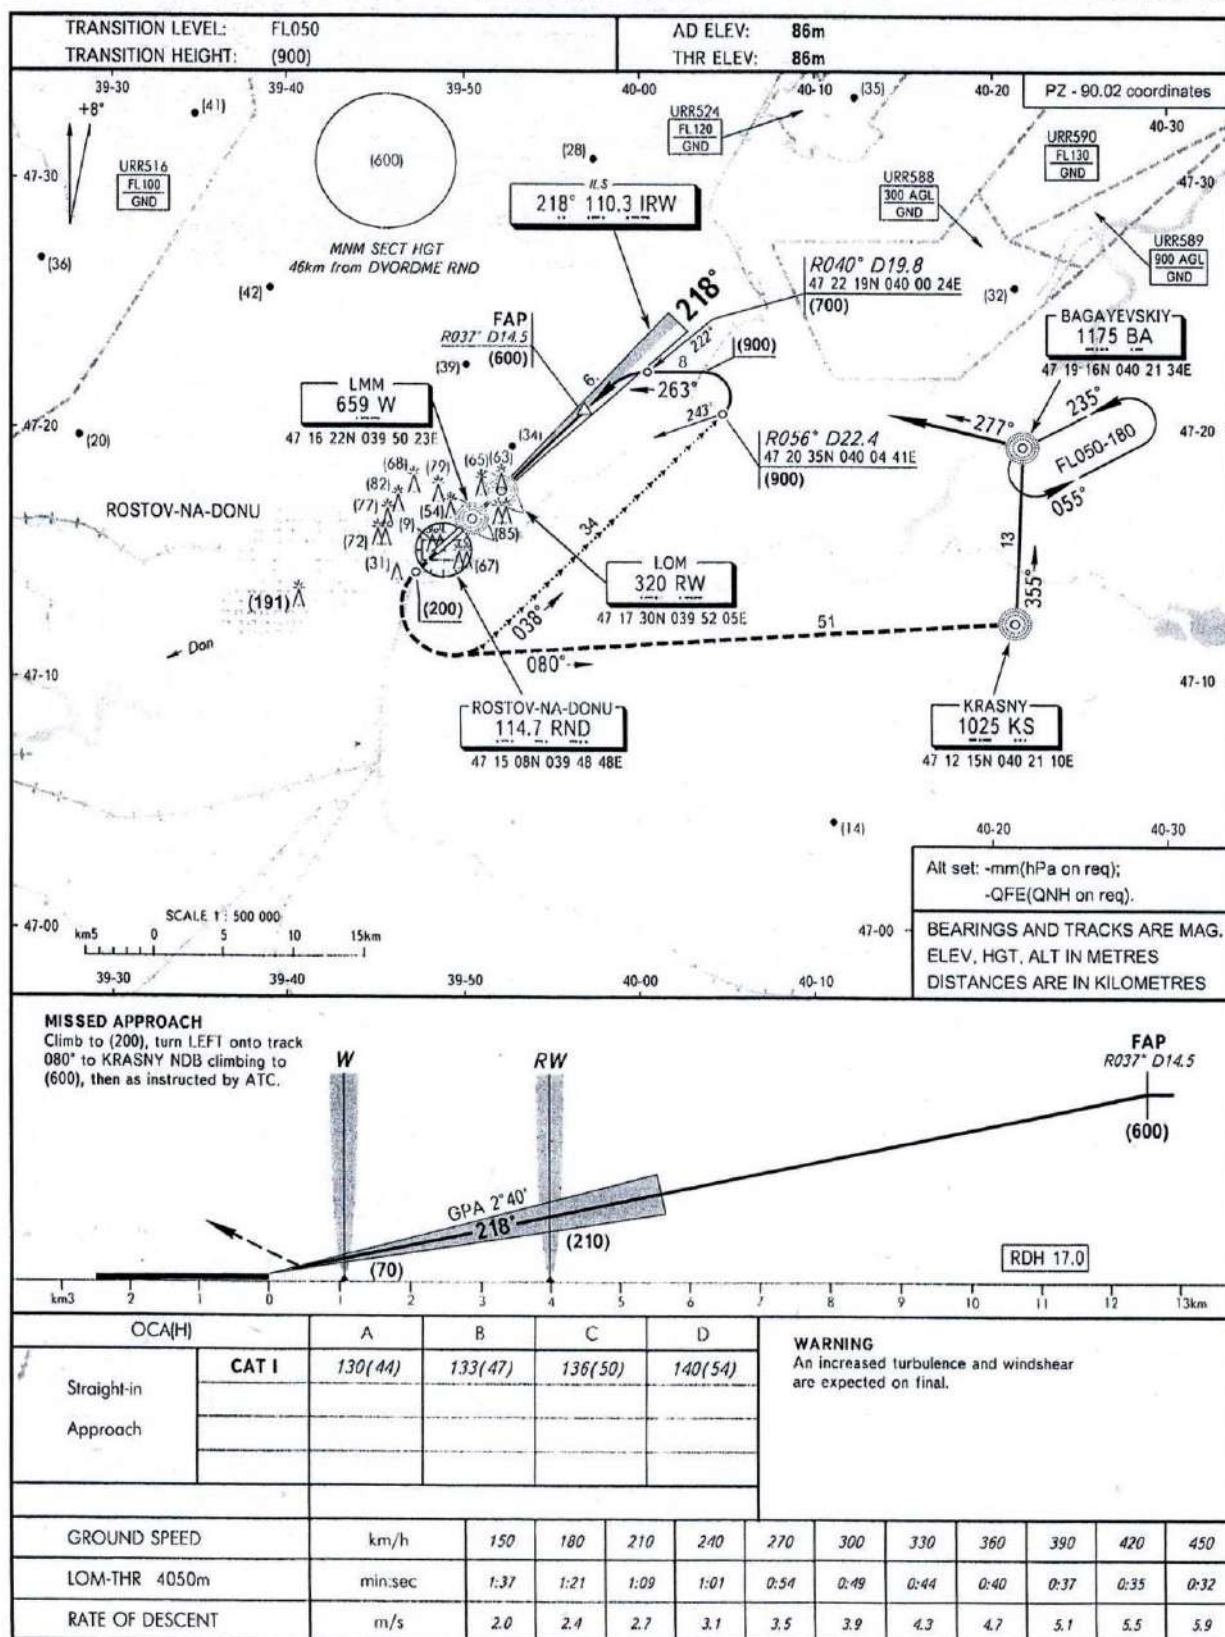 TRANSITION LEVEL: FL050
TRANSITION HEIGHT: (900)
AD ELEV: 86m
THR ELEV: 86m
39-30
39-40
39-50
40-00
40-10
40-20
PZ - 90.02 coordinates
40-30
+8°
(41)
(35)
URR516
FL100
GND
(600)
MNM SECT HGT
46km from DVORDME RND
(28)
URR524
FL120
GND
URR590
FL130
GND
URR588
300 AGL
GND
URR589
900 AGL
GND
47-30
47-30
ILS
218° 110.3 IRW
(36)
(42)
(39)
(32)
(20)
(34)
R040° D19.8
47 22 19N 040 00 24E
(700)
218°
222°
FAP
R037° D14.5
(600)
6
8
(900)
263°
243°
BAGAYEVSKIY
1175 BA
47 19 16N 040 21 34E
235°
277°
FL050-180
055°
LMM
659 W
47 16 22N 039 50 23E
47-20
47-20
R056° D22.4
47 20 35N 040 04 41E
(900)
(68)
(79)
(65)
(63)
(82)
(77)
(54)
(9)
(72)
(85)
(31)
(67)
ROSTOV-NA-DONU
(191)
Don
(200)
34
038°
LOM
320 RW
47 17 30N 039 52 05E
13
355°
51
080°
47-10
47-10
ROSTOV-NA-DONU
114.7 RND
47 15 08N 039 48 48E
KRASNY
1025 KS
47 12 15N 040 21 10E
(14)
40-20
40-30
Alt set: -mm(hPa on req);
-QFE(QNH on req).
BEARINGS AND TRACKS ARE MAG.
ELEV, HGT, ALT IN METRES
DISTANCES ARE IN KILOMETRES
47-00
47-00
SCALE 1 : 500 000
km5 0 5 10 15km
39-30
39-40
39-50
40-00
40-10
MISSED APPROACH
Climb to (200), turn LEFT onto track
080° to KRASNY NDB climbing to
(600), then as instructed by ATC.
W
RW
FAP
R037° D14.5
(600)
GPA 2°40'
218°
(210)
(70)
RDH 17.0
km3 2 1 0 1 2 3 4 5 6 7 8 9 10 11 12 13km
OCA(H) A B C D
Straight-in
Approach
CAT I 130(44) 133(47) 136(50) 140(54)
WARNING
An increased turbulence and windshear
are expected on final.
GROUND SPEED km/h 150 180 210 240 270 300 330 360 390 420 450
LOM-THR 4050m min:sec 1:37 1:21 1:09 1:01 0:54 0:49 0:44 0:40 0:37 0:35 0:32
RATE OF DESCENT m/s 2.0 2.4 2.7 3.1 3.5 3.9 4.3 4.7 5.1 5.5 5.9